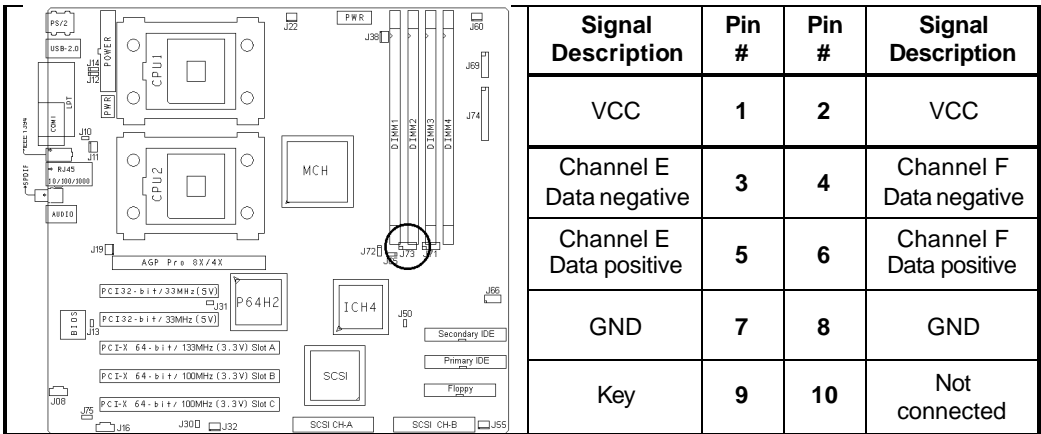 PS/2
J22
PWR
J60
J38
USB-2.0
POWER
CPU1
J14
J12
J69
LPT
PWR
J74
COM1
DIMM1
DIMM2
DIMM3
DIMM4
J10
*IEEE1394
J11
CPU2
MCH
* RJ45
10/100/1000
*SPDIF
*
AUDIO
J19
J72
J73
J71
AGP Pro 8X/4X
PCI32-bit/33MHz(5V)
P64H2
ICH4
J66
J31
BIOS
J13
PCI32-bit/33MHz(5V)
J50
Secondary IDE
PCI-X 64-bit/ 133MHz(3.3V) Slot A
Primary IDE
PCI-X 64-bit/ 100MHz(3.3V) Slot B
SCSI
Floppy
J08
J75
PCI-X 64-bit/ 100MHz(3.3V) Slot C
J16
J30
J32
SCSI CH-A
SCSI CH-B
J55
Signal Description Pin # Pin # Signal Description
VCC 1 2 VCC
Channel E Data negative 3 4 Channel F Data negative
Channel E Data positive 5 6 Channel F Data positive
GND 7 8 GND
Key 9 10 Not connected